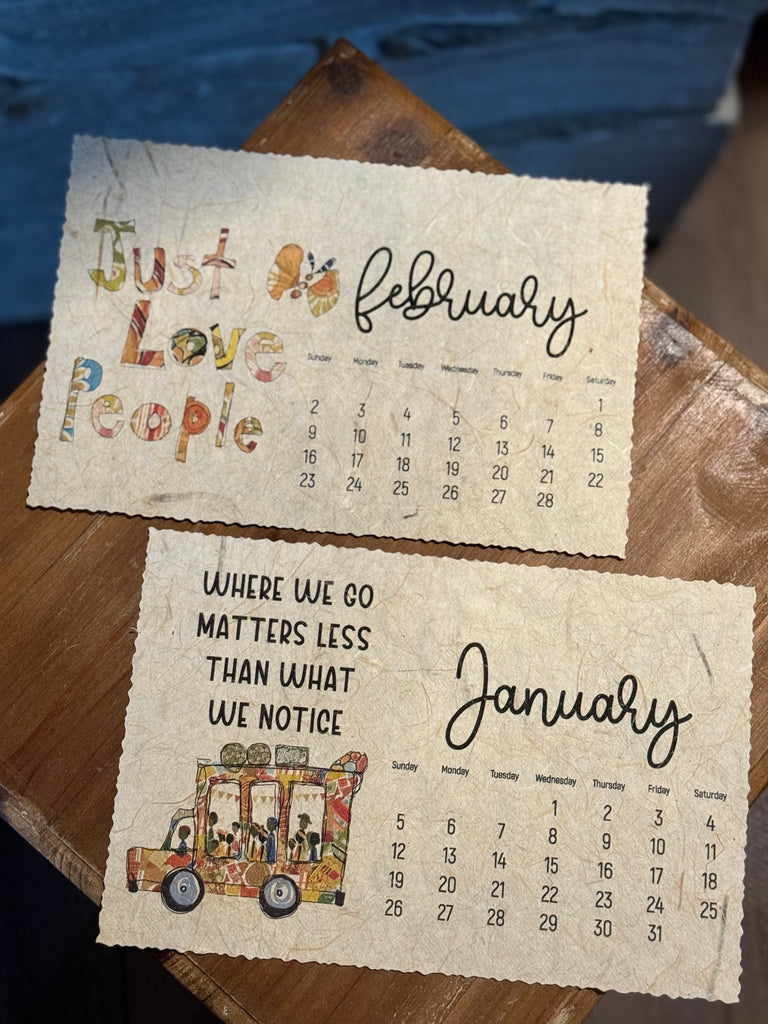 Just
Love
People
february
Sunday Monday Tuesday Wednesday Thursday Friday Saturday
1
2 3 4 5 6 7 8
9 10 11 12 13 14 15
16 17 18 19 20 21 22
23 24 25 26 27 28
WHERE WE GO
MATTERS LESS
THAN WHAT
WE NOTICE
January
Sunday Monday Tuesday Wednesday Thursday Friday Saturday
1 2 3 4
5 6 7 8 9 10 11
12 13 14 15 16 17 18
19 20 21 22 23 24 25
26 27 28 29 30 31